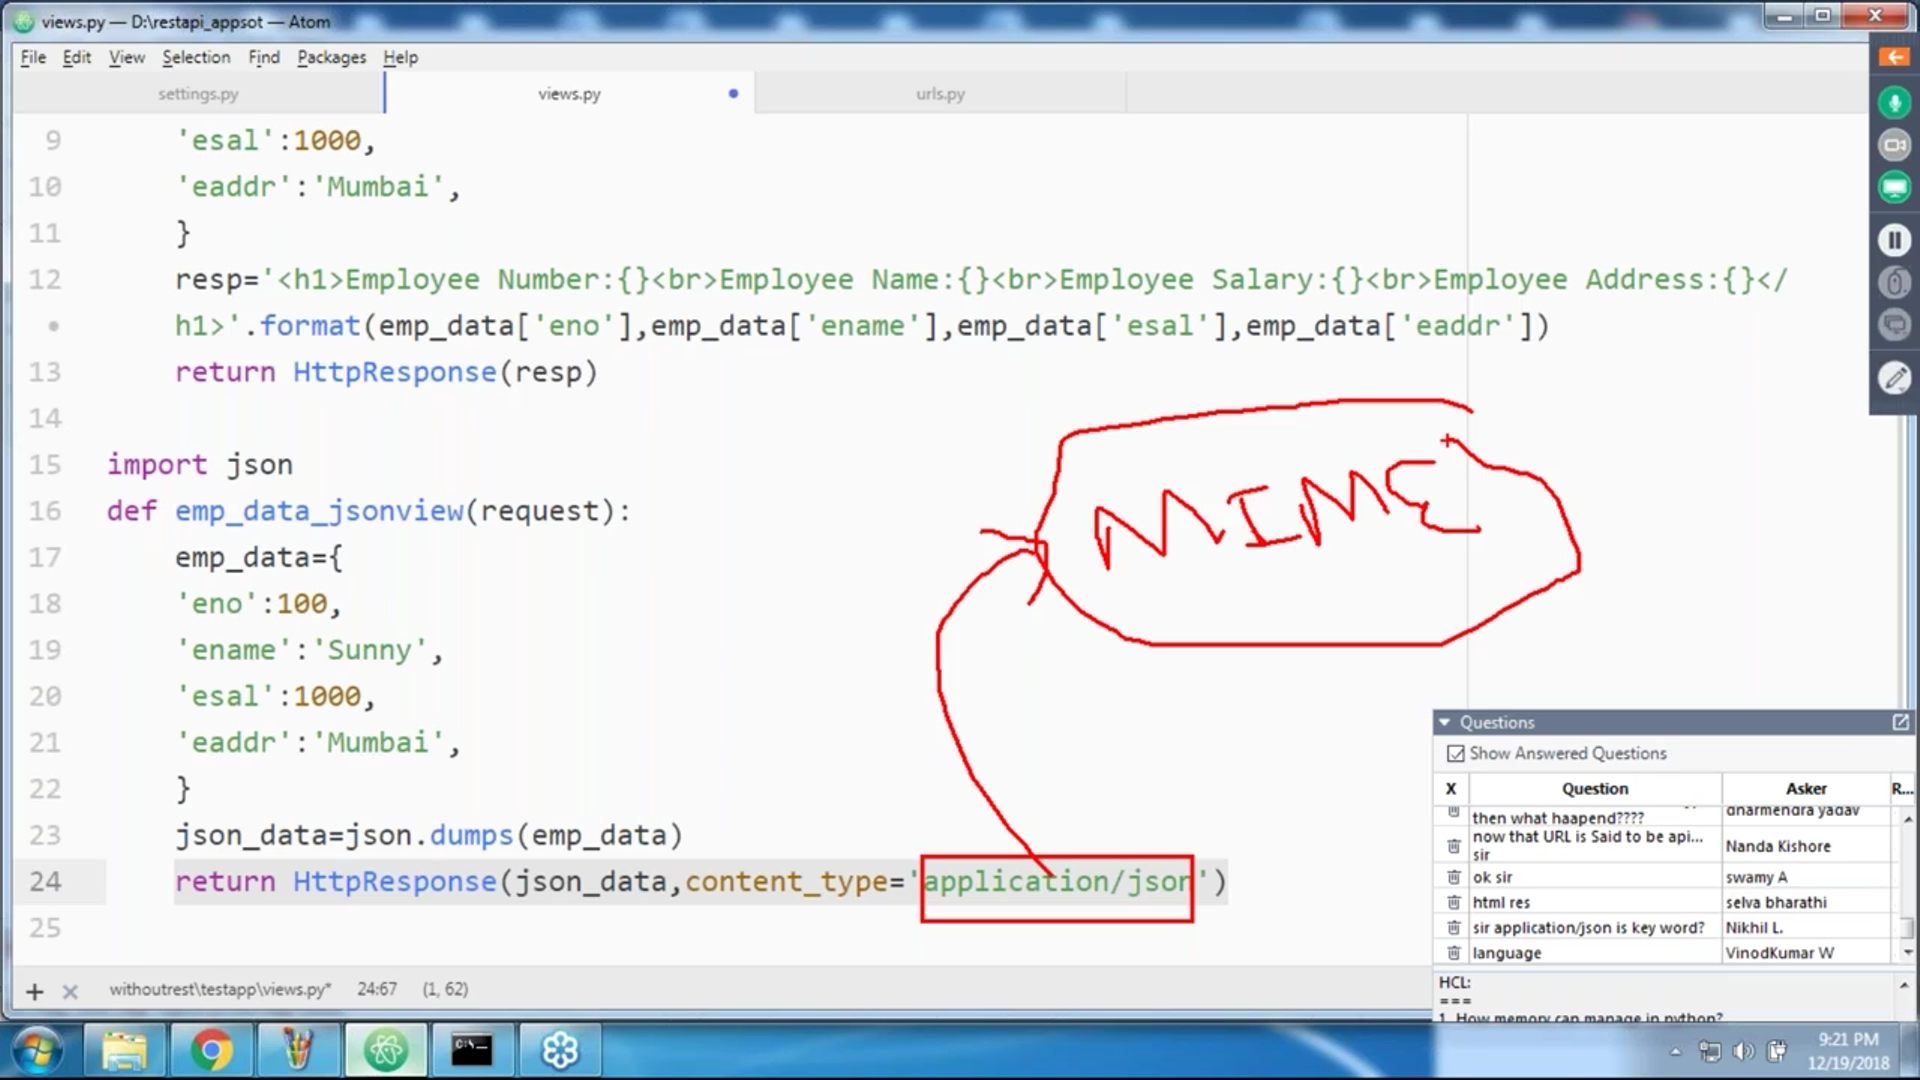 views.py — D:\restapi_appsot — Atom
File Edit View Selection Find Packages Help
settings.py views.py urls.py
9 'esal':1000,
10 'eaddr':'Mumbai',
11 }
12 resp='<h1>Employee Number:{}<br>Employee Name:{}<br>Employee Salary:{}<br>Employee Address:{}</
h1>'.format(emp_data['eno'],emp_data['ename'],emp_data['esal'],emp_data['eaddr'])
13 return HttpResponse(resp)
14
15 import json
16 def emp_data_jsonview(request):
17 emp_data={
18 'eno':100,
19 'ename':'Sunny',
20 'esal':1000,
21 'eaddr':'Mumbai',
22 }
23 json_data=json.dumps(emp_data)
24 return HttpResponse(json_data,content_type='application/json')
25
MIME
Questions
Show Answered Questions
X Question Asker R...
then what haapend???? dharmendra yadav
now that URL is Said to be api... Nanda Kishore
sir
ok sir swamy A
html res selva bharathi
sir application/json is key word? Nikhil L.
language VinodKumar W
HCL:
===
1. How memory can manage in python?
+ × withoutrest\testapp\views.py* 24:67 (1, 62)
C:\_
9:21 PM
12/19/2018